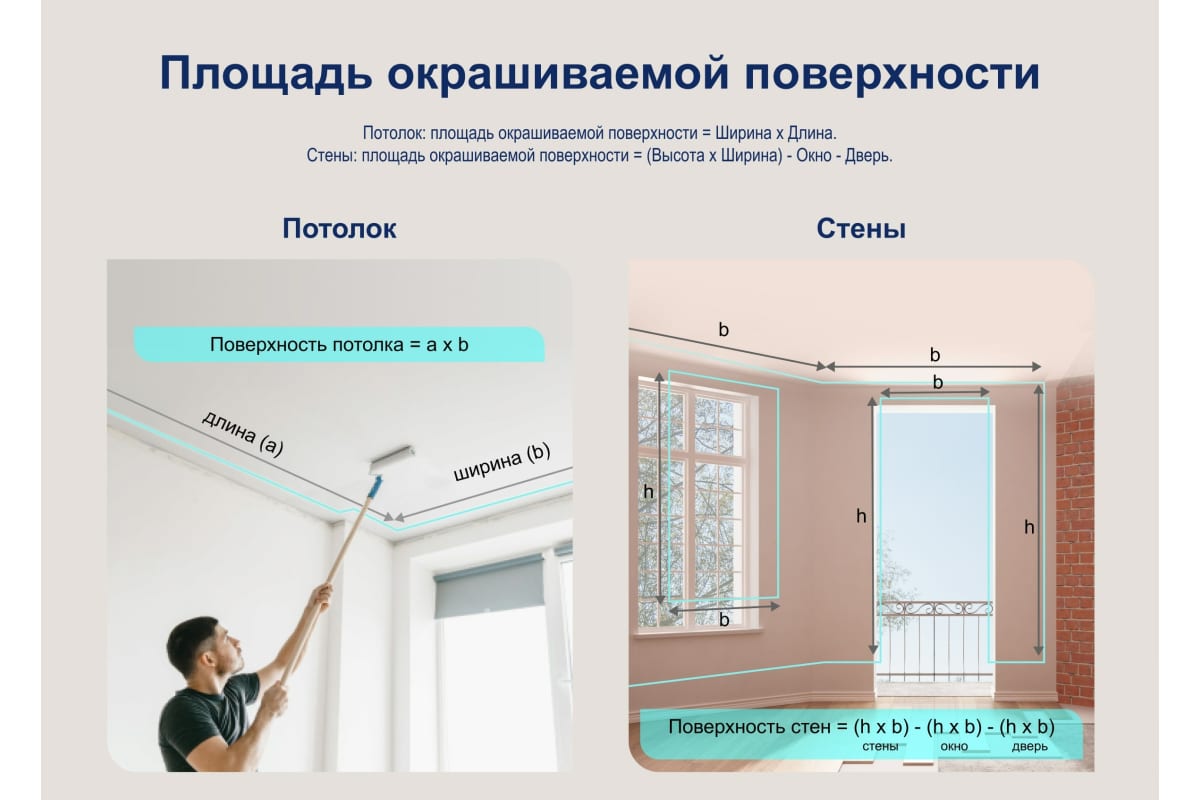 Площадь окрашиваемой поверхности
Потолок: площадь окрашиваемой поверхности = Ширина х Длина.
Стены: площадь окрашиваемой поверхности = (Высота х Ширина) - Окно - Дверь.
Потолок
Поверхность потолка = a x b
длина (a)
ширина (b)
Стены
b
b
b
h
h
h
b
Поверхность стен = (h x b) - (h x b) - (h x b)
стены окно дверь